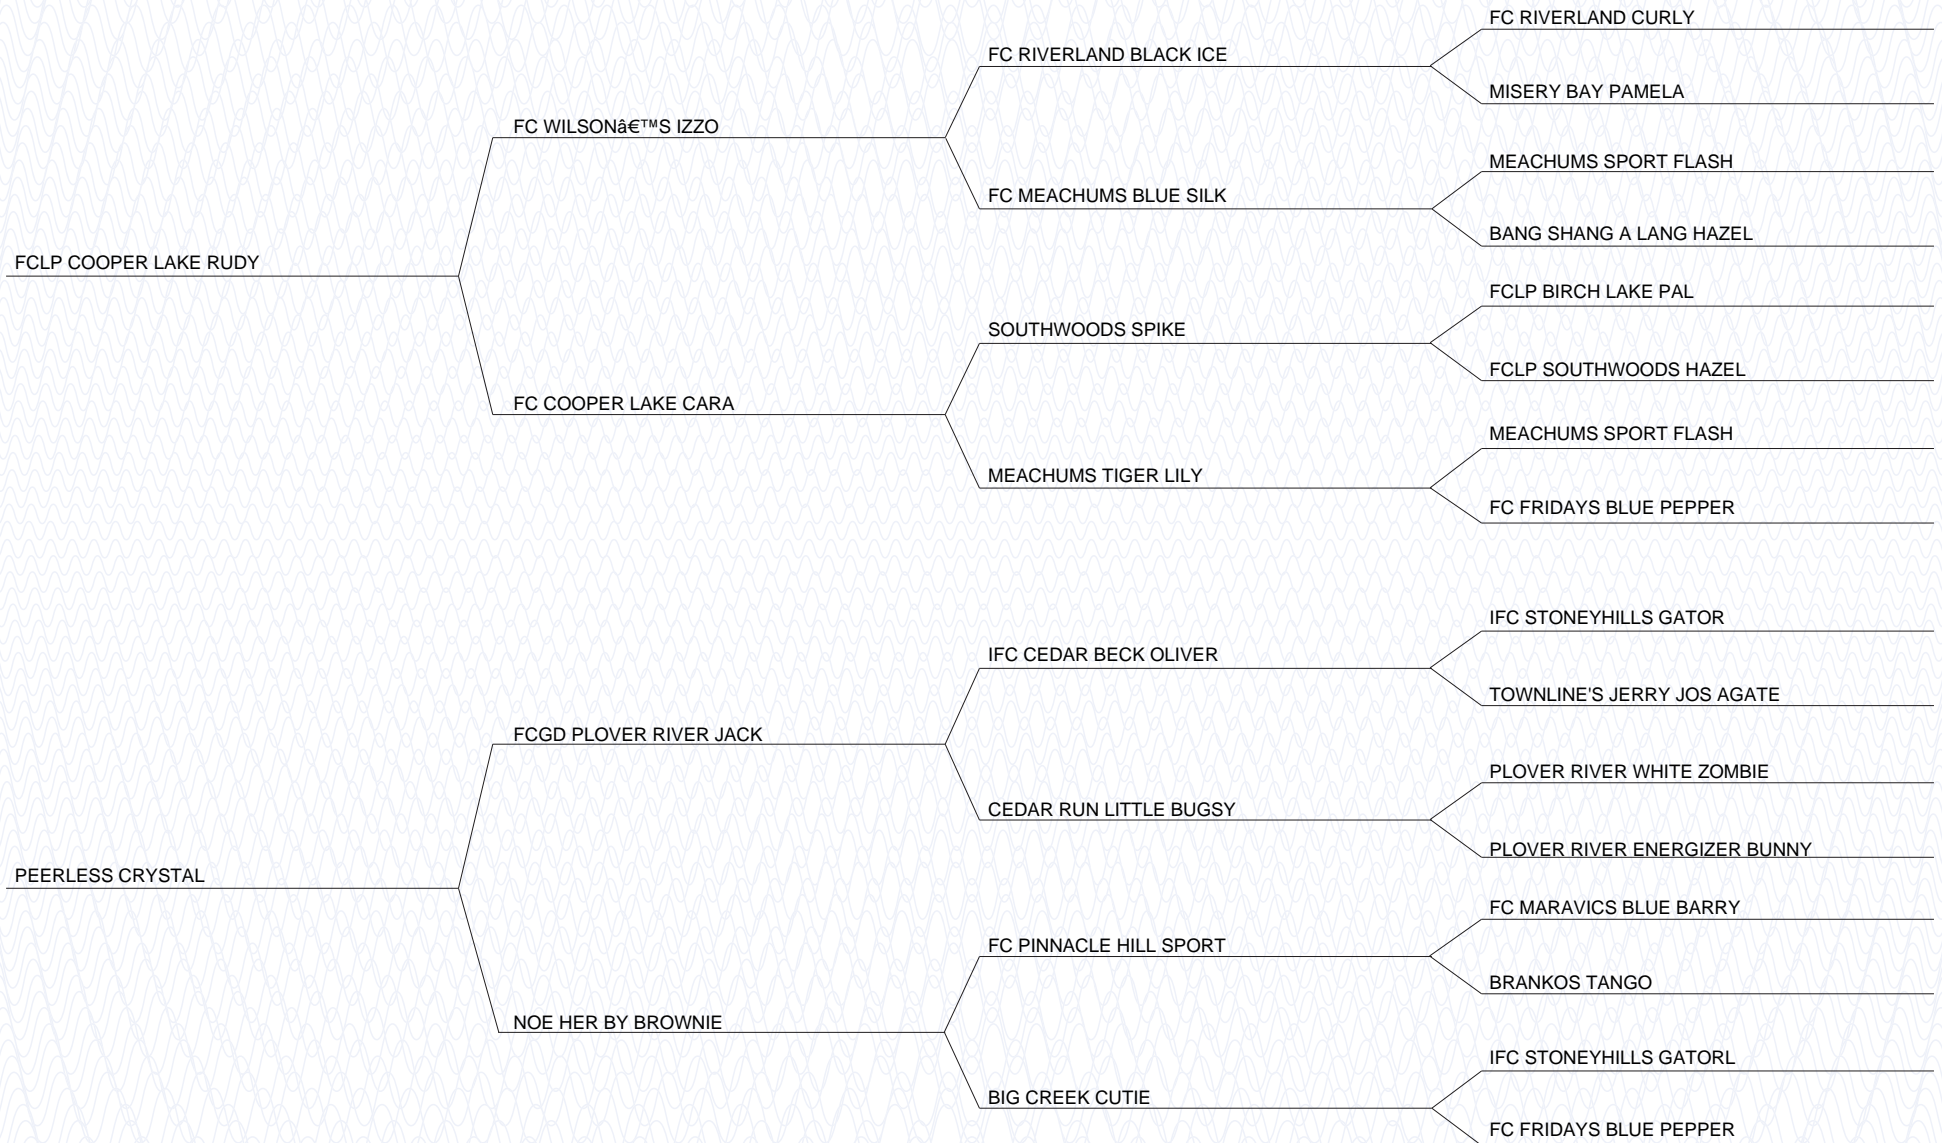 FC RIVERLAND CURLY
FC RIVERLAND BLACK ICE
MISERY BAY PAMELA
FC WILSONâ€™S IZZO
MEACHUMS SPORT FLASH
FC MEACHUMS BLUE SILK
BANG SHANG A LANG HAZEL
FCLP COOPER LAKE RUDY
FCLP BIRCH LAKE PAL
SOUTHWOODS SPIKE
FCLP SOUTHWOODS HAZEL
FC COOPER LAKE CARA
MEACHUMS SPORT FLASH
MEACHUMS TIGER LILY
FC FRIDAYS BLUE PEPPER
IFC STONEYHILLS GATOR
IFC CEDAR BECK OLIVER
TOWNLINE'S JERRY JOS AGATE
FCGD PLOVER RIVER JACK
PLOVER RIVER WHITE ZOMBIE
CEDAR RUN LITTLE BUGSY
PLOVER RIVER ENERGIZER BUNNY
PEERLESS CRYSTAL
FC MARAVICS BLUE BARRY
FC PINNACLE HILL SPORT
BRANKOS TANGO
NOE HER BY BROWNIE
IFC STONEYHILLS GATORL
BIG CREEK CUTIE
FC FRIDAYS BLUE PEPPER